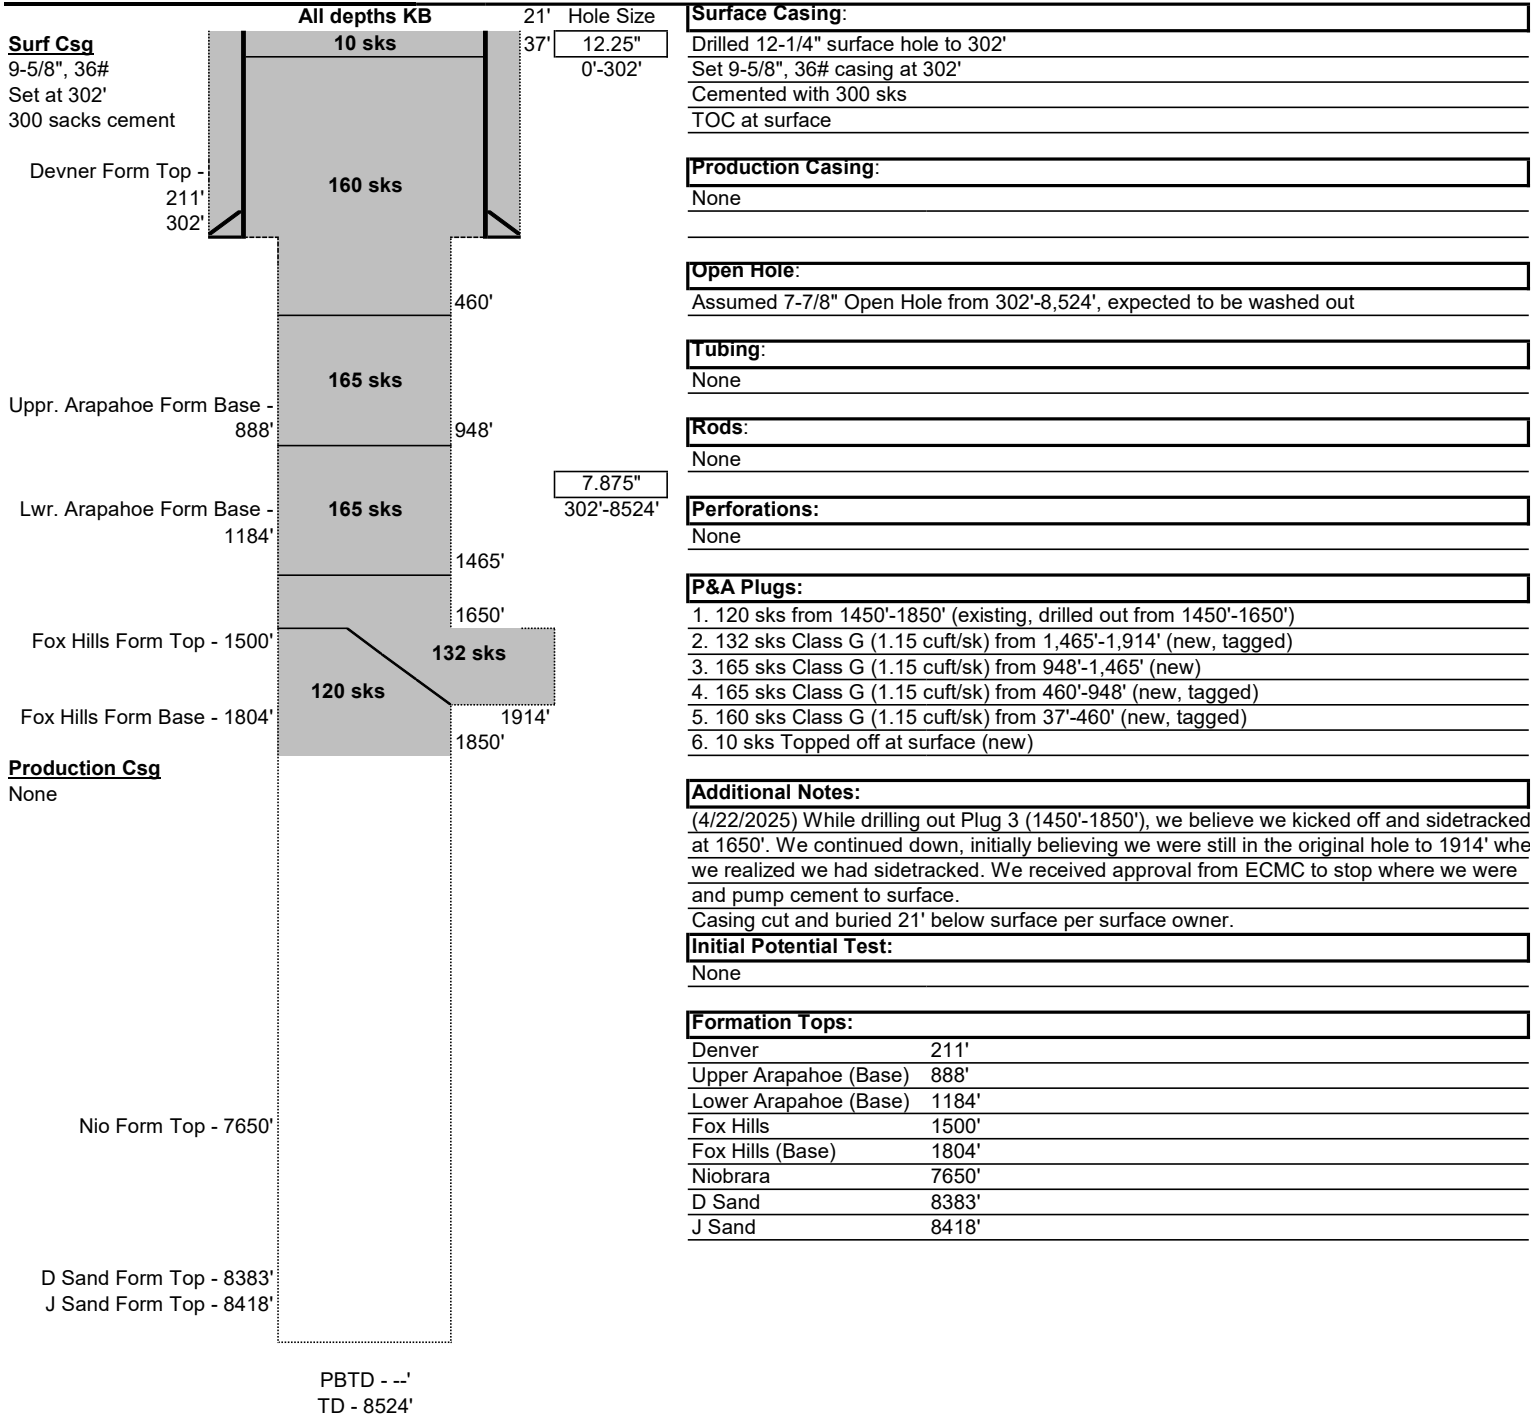 All depths KB
21' Hole Size
Surf Csg
10 sks
37' 12.25"
9-5/8", 36#
0'-302'
Set at 302'
300 sacks cement
Devner Form Top -
211'
160 sks
302'
460'
165 sks
Uppr. Arapahoe Form Base -
888'
948'
7.875"
Lwr. Arapahoe Form Base -
165 sks
302'-8524'
1184'
1465'
1650'
Fox Hills Form Top - 1500'
132 sks
120 sks
Fox Hills Form Base - 1804'
1914'
1850'
Production Csg
None
Nio Form Top - 7650'
D Sand Form Top - 8383'
J Sand Form Top - 8418'
PBTD - --'
TD - 8524'
Surface Casing:
Drilled 12-1/4" surface hole to 302'
Set 9-5/8", 36# casing at 302'
Cemented with 300 sks
TOC at surface
Production Casing:
None
Open Hole:
Assumed 7-7/8" Open Hole from 302'-8,524', expected to be washed out
Tubing:
None
Rods:
None
Perforations:
None
P&A Plugs:
1. 120 sks from 1450'-1850' (existing, drilled out from 1450'-1650')
2. 132 sks Class G (1.15 cuft/sk) from 1,465'-1,914' (new, tagged)
3. 165 sks Class G (1.15 cuft/sk) from 948'-1,465' (new)
4. 165 sks Class G (1.15 cuft/sk) from 460'-948' (new, tagged)
5. 160 sks Class G (1.15 cuft/sk) from 37'-460' (new, tagged)
6. 10 sks Topped off at surface (new)
Additional Notes:
(4/22/2025) While drilling out Plug 3 (1450'-1850'), we believe we kicked off and sidetracked
at 1650'. We continued down, initially believing we were still in the original hole to 1914' whe
we realized we had sidetracked. We received approval from ECMC to stop where we were
and pump cement to surface.
Casing cut and buried 21' below surface per surface owner.
Initial Potential Test:
None
Formation Tops:
Denver 211'
Upper Arapahoe (Base) 888'
Lower Arapahoe (Base) 1184'
Fox Hills 1500'
Fox Hills (Base) 1804'
Niobrara 7650'
D Sand 8383'
J Sand 8418'